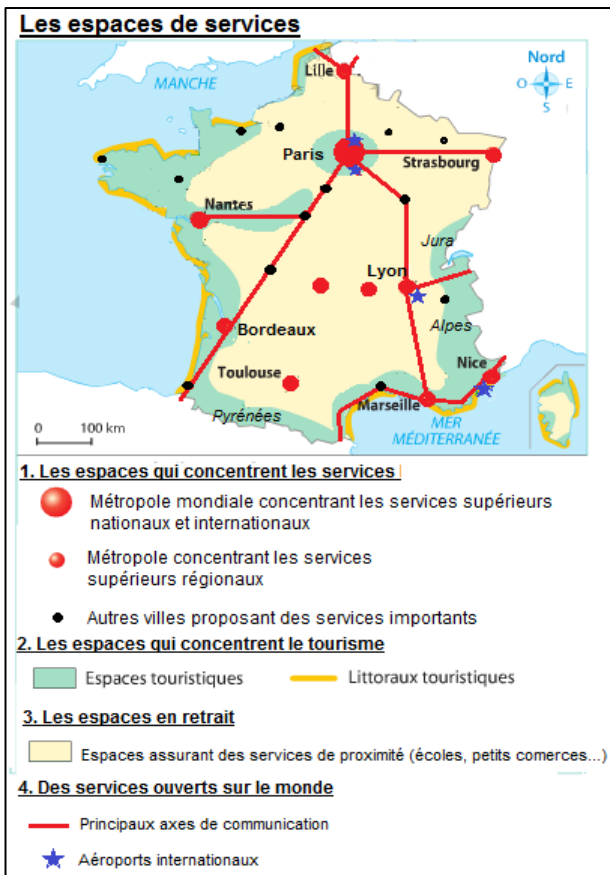 Les espaces de services
Nord
O E
S
MANCHE
Lille
Paris
Strasbourg
Nantes
Jura
Lyon
Alpes
Bordeaux
Toulouse
Nice
Pyrénées
Marseille
MER
MÉDITERRANÉE
0 100 km
1. Les espaces qui concentrent les services
Métropole mondiale concentrant les services supérieurs
nationaux et internationaux
Métropole concentrant les services
supérieurs régionaux
Autres villes proposant des services importants
2. Les espaces qui concentrent le tourisme
Espaces touristiques Littoraux touristiques
3. Les espaces en retrait
Espaces assurant des services de proximité (écoles, petits comerces...)
4. Des services ouverts sur le monde
Principaux axes de communication
Aéroports internationaux